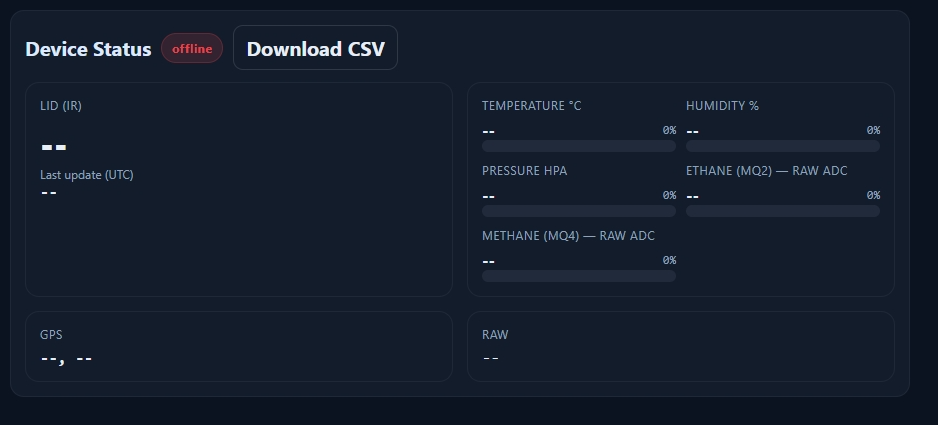 Device Status offline Download CSV
LID (IR)
--
Last update (UTC)
--
TEMPERATURE °C HUMIDITY %
-- 0% -- 0%
PRESSURE HPA ETHANE (MQ2) — RAW ADC
-- 0% -- 0%
METHANE (MQ4) — RAW ADC
-- 0%
GPS
--, --
RAW
--